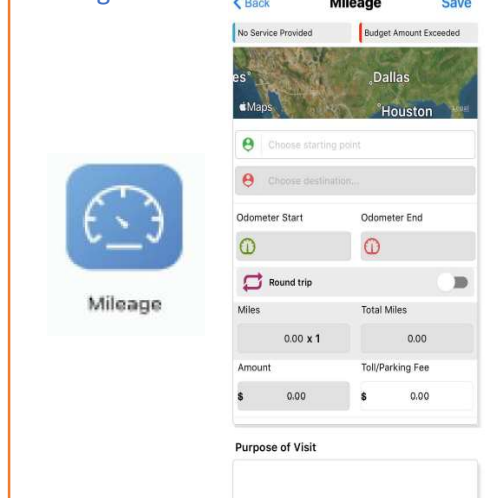 Back Mileage Save
No Service Provided Budget Amount Exceeded
es Dallas
Maps Houston
Choose starting point
Choose destination...
Odometer Start Odometer End
Round trip
Mileage
Miles Total Miles
0.00 x 1 0.00
Amount Toll/Parking Fee
$ 0.00 $ 0.00
Purpose of Visit